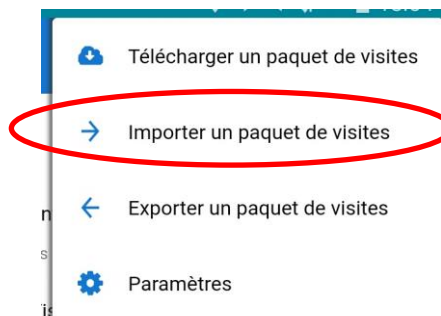 Télécharger un paquet de visites
Importer un paquet de visites
n
Exporter un paquet de visites
s
Paramètres